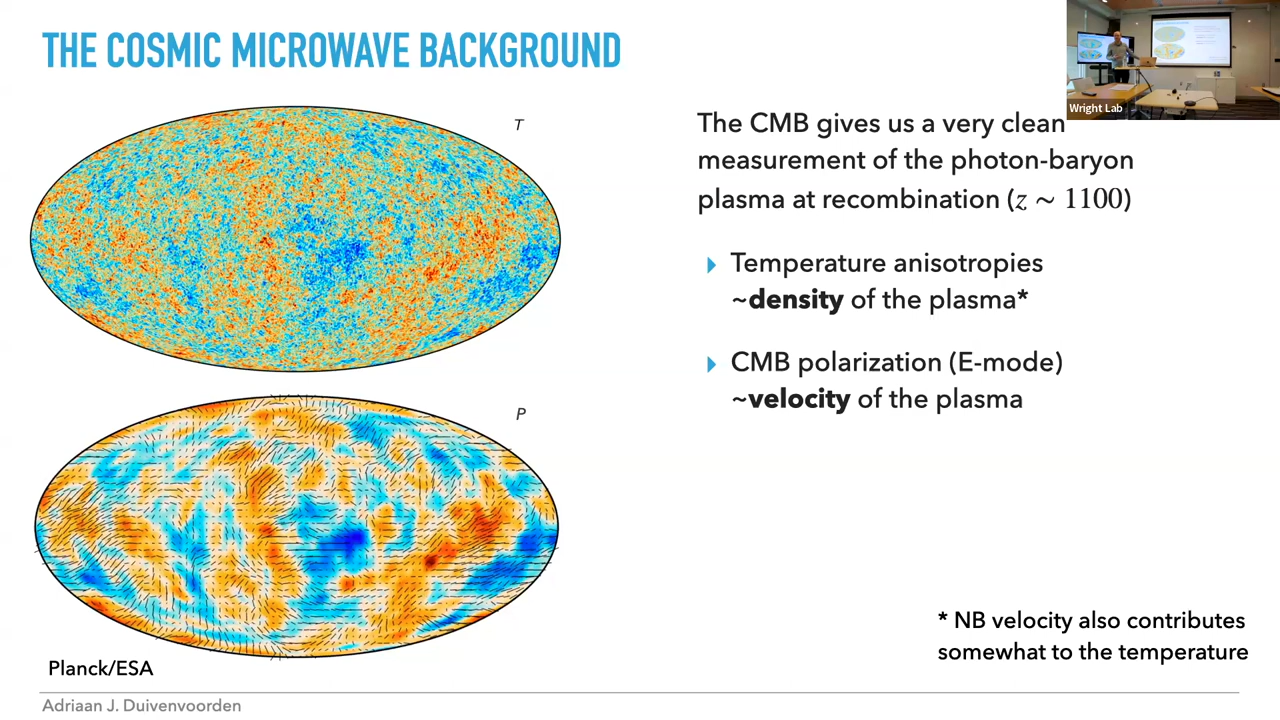 THE COSMIC MICROWAVE BACKGROUND
Wright Lab
T
The CMB gives us a very clean
measurement of the photon-baryon
plasma at recombination (z ~ 1100)
Temperature anisotropies
~density of the plasma*
CMB polarization (E-mode)
~velocity of the plasma
P
* NB velocity also contributes
somewhat to the temperature
Planck/ESA
Adriaan J. Duivenvoorden